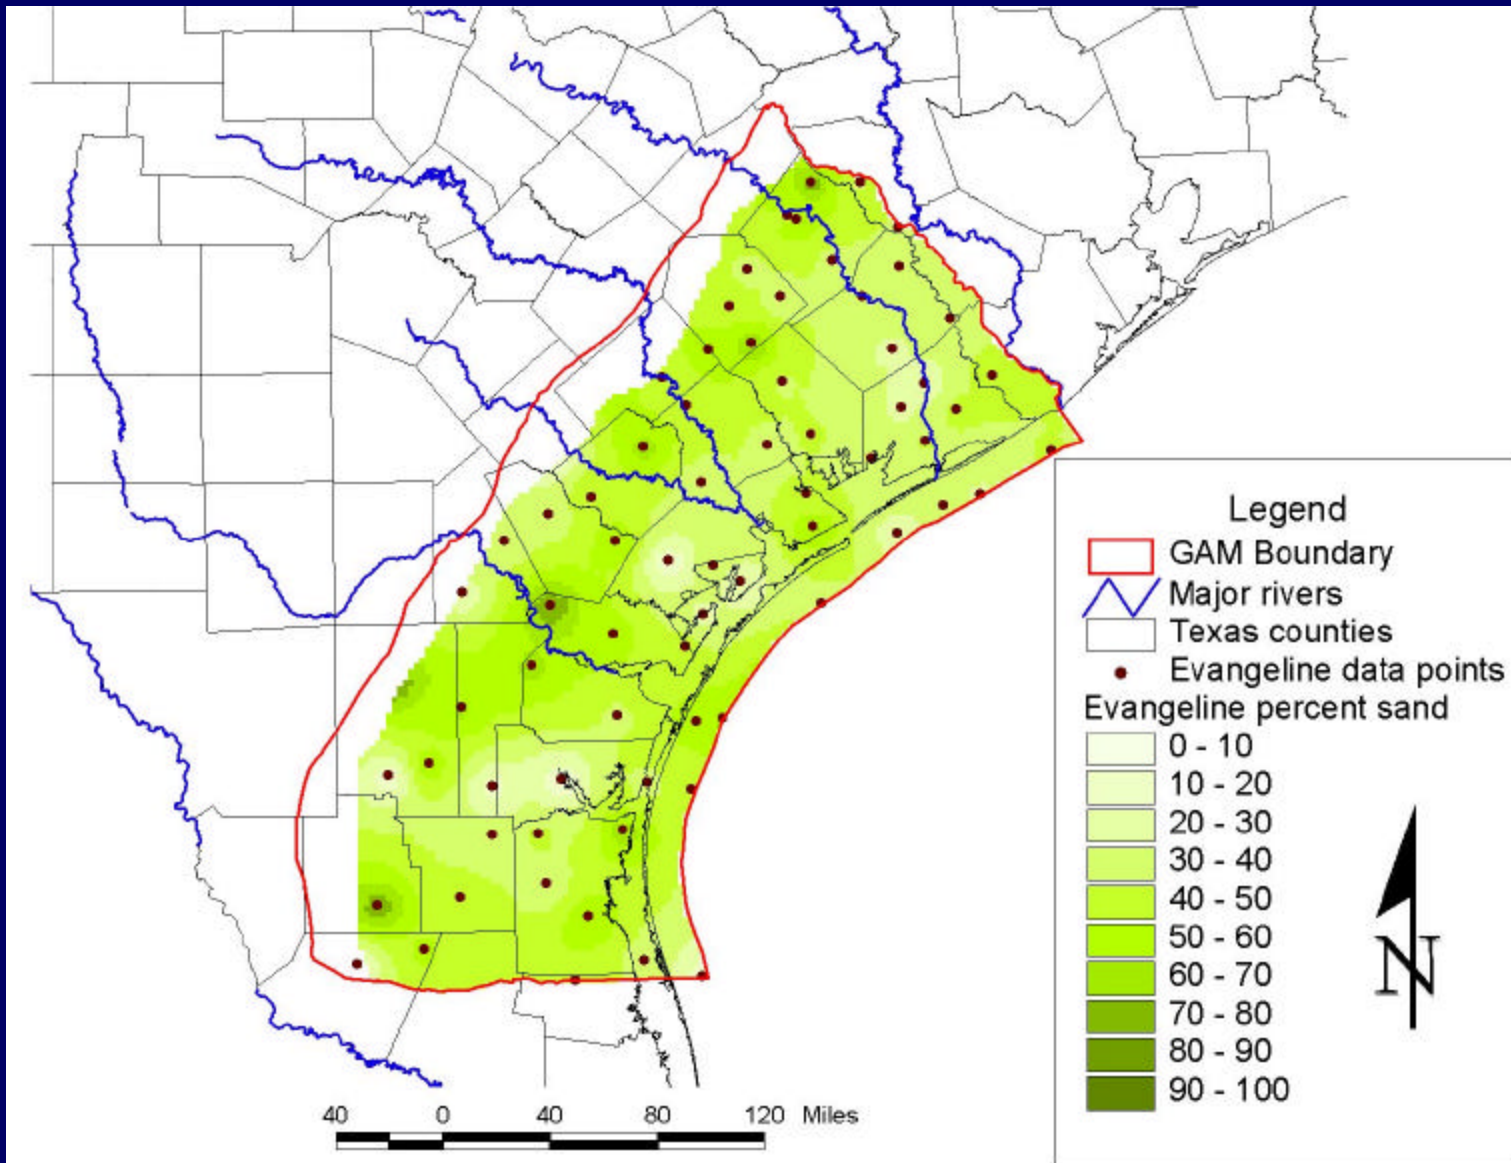 Legend
GAM Boundary
Major rivers
Texas counties
Evangeline data points
Evangeline percent sand
0 - 10
10 - 20
20 - 30
30 - 40
40 - 50
50 - 60
60 - 70
70 - 80
80 - 90
90 - 100
N
40 0 40 80 120 Miles